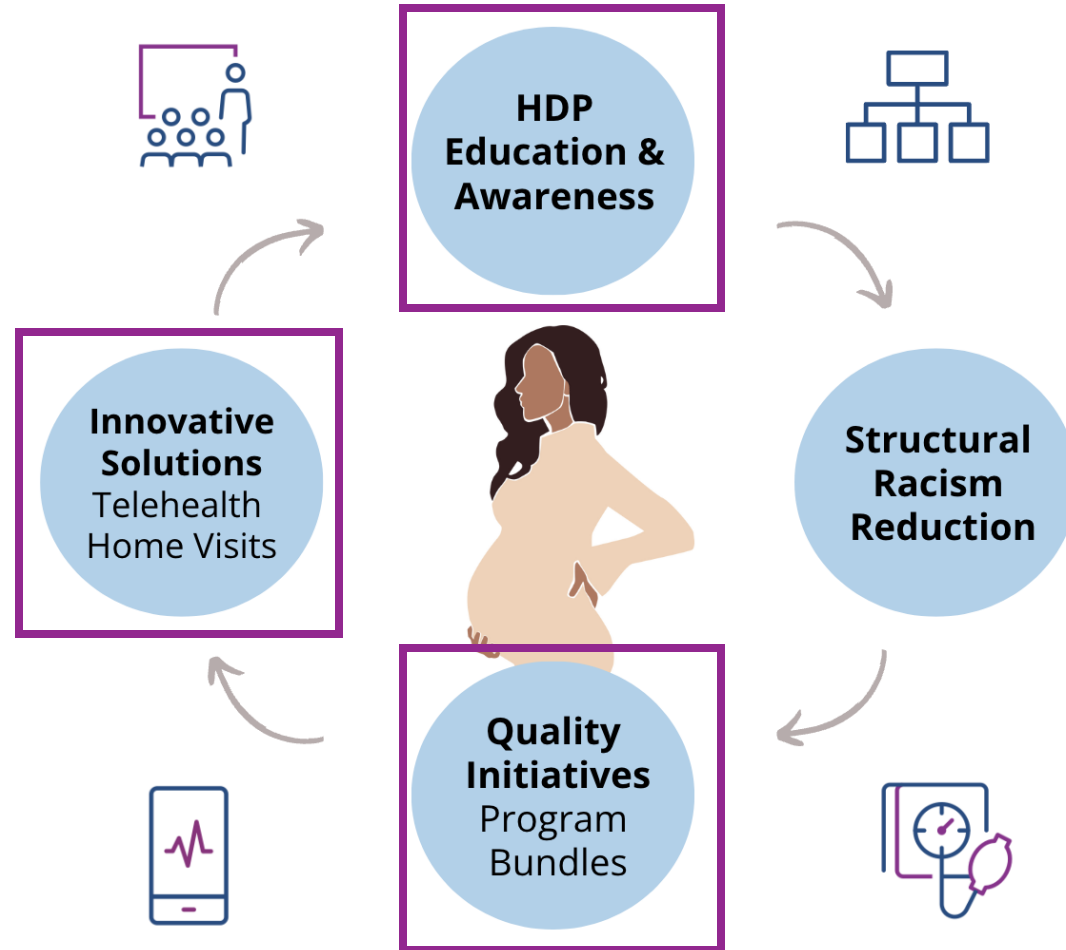 HDP
Education &
Awareness
Structural
Racism
Reduction
Quality
Initiatives
Program
Bundles
Innovative
Solutions
Telehealth
Home Visits